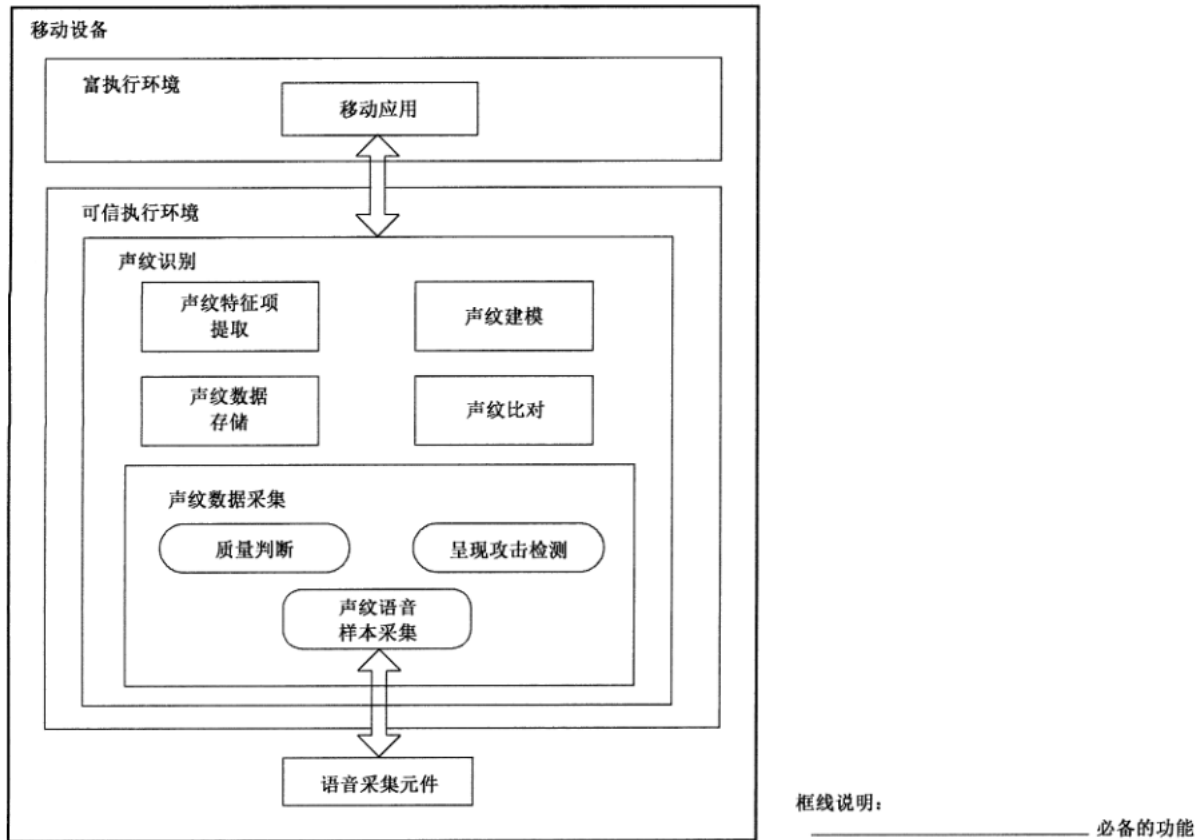 移动设备
富执行环境
移动应用
可信执行环境
声纹识别
声纹特征项
提取
声纹建模
声纹数据
存储
声纹比对
声纹数据采集
质量判断
呈现攻击检测
声纹语音
样本采集
语音采集元件
框线说明：
必备的功能